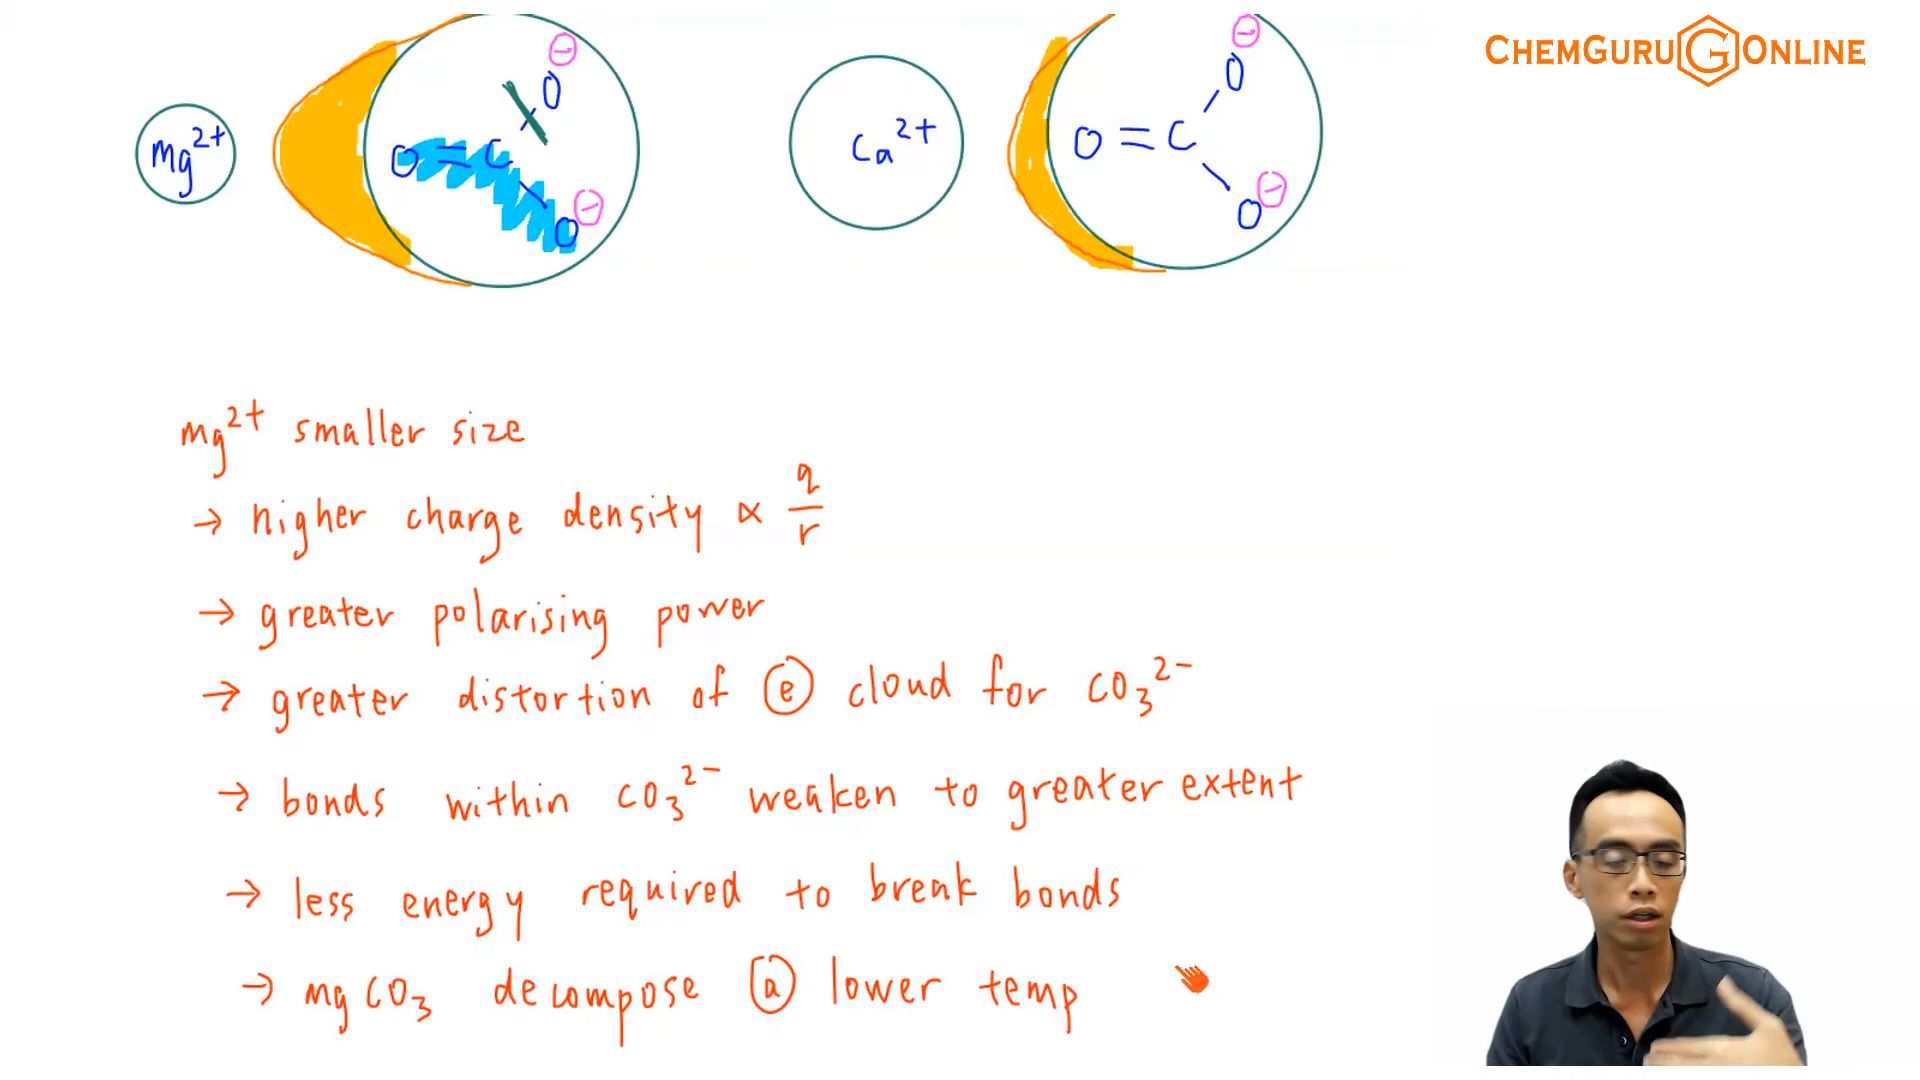 CHEMGURU G ONLINE
Mg2+ O=C O ⊖ O ⊖
Ca2+ O=C O ⊖ O ⊖
Mg2+ smaller size
→ higher charge density ∝ q/r
→ greater polarising power
→ greater distortion of ⓔ cloud for CO3 2-
→ bonds within CO3 2- weaken to greater extent
→ less energy required to break bonds
→ MgCO3 decompose ⓐ lower temp